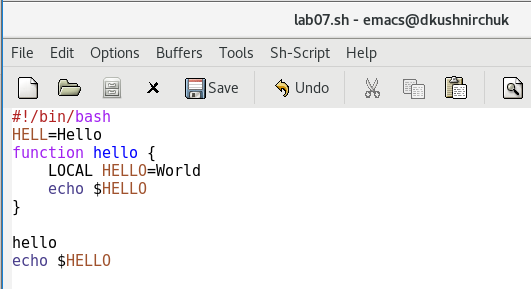 lab07.sh - emacs@dkushnirchuk
File Edit Options Buffers Tools Sh-Script Help
Save Undo
#!/bin/bash
HELL=Hello
function hello {
    LOCAL HELLO=World
    echo $HELLO
}
hello
echo $HELLO